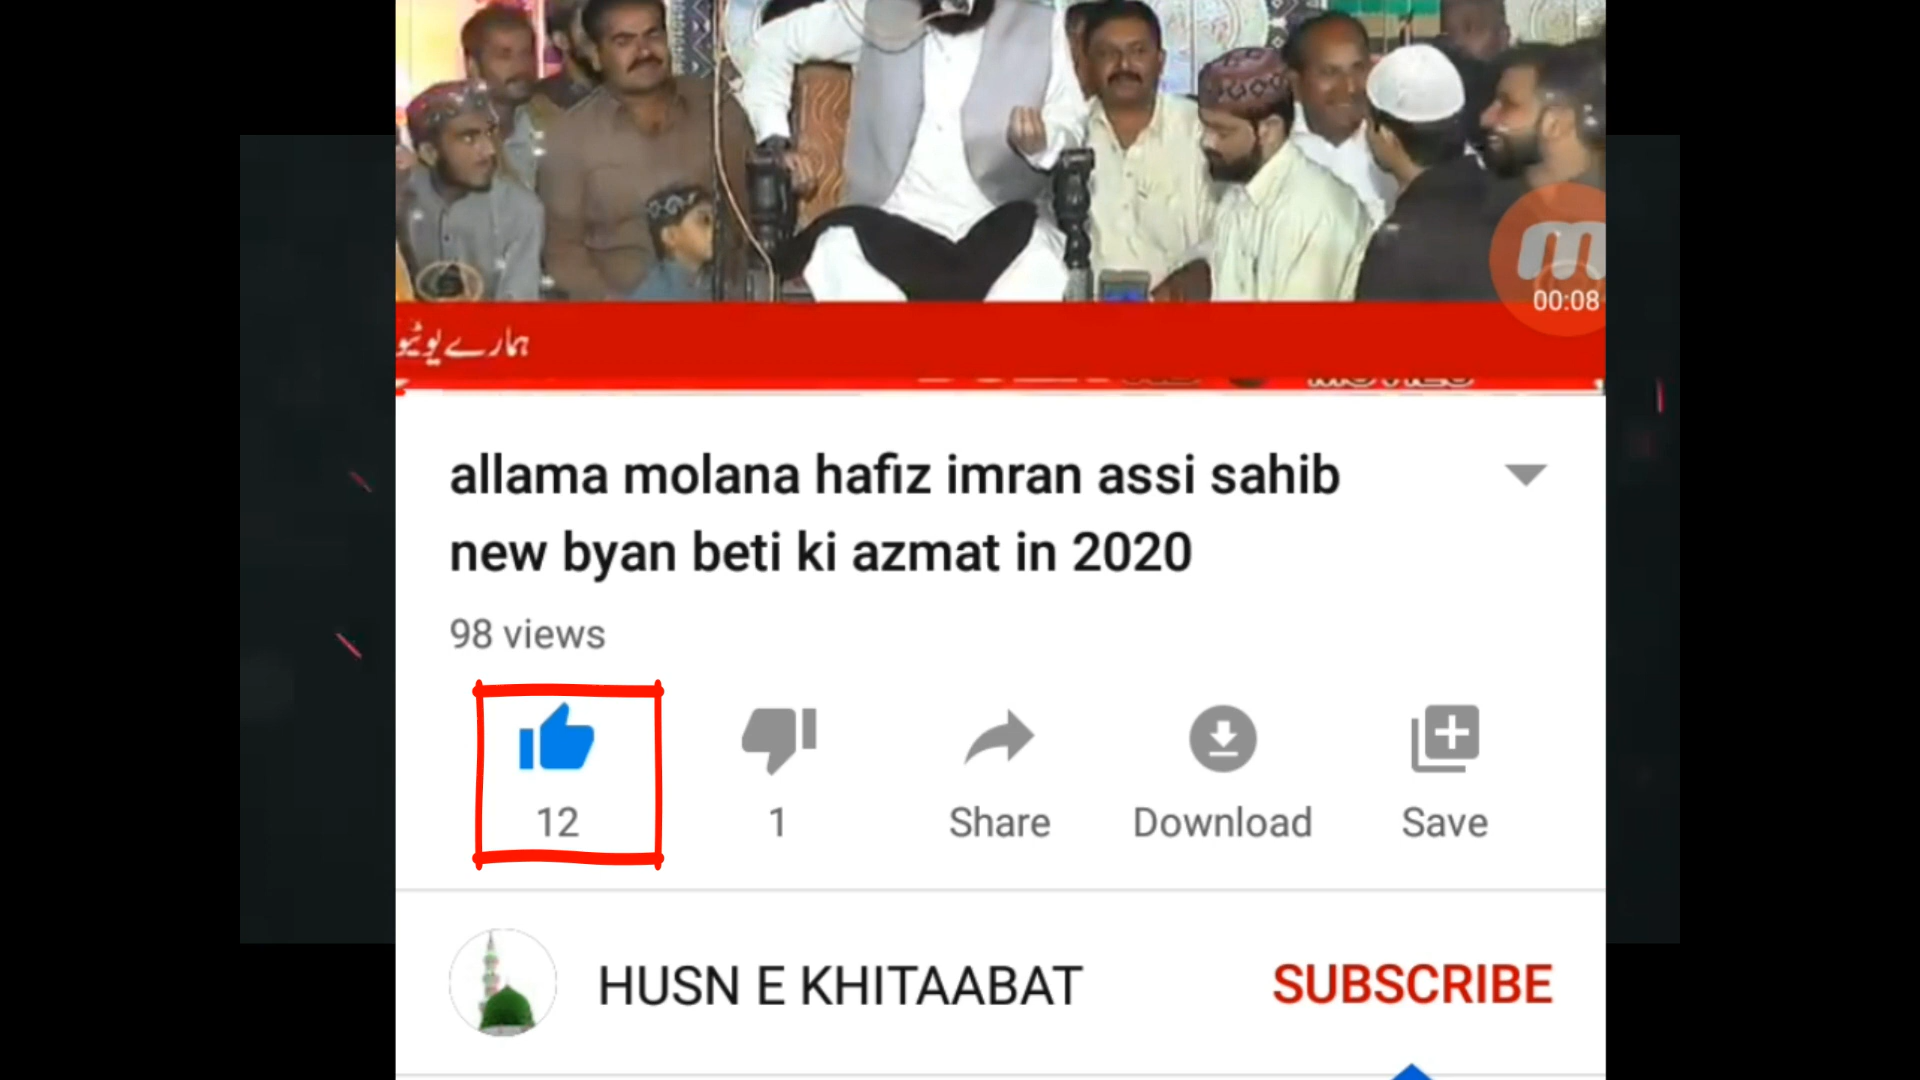 m
00:08
ہمارے یوٹیو
allama molana hafiz imran assi sahib
new byan beti ki azmat in 2020
98 views
12
1
Share
Download
Save
HUSN E KHITAABAT
SUBSCRIBE